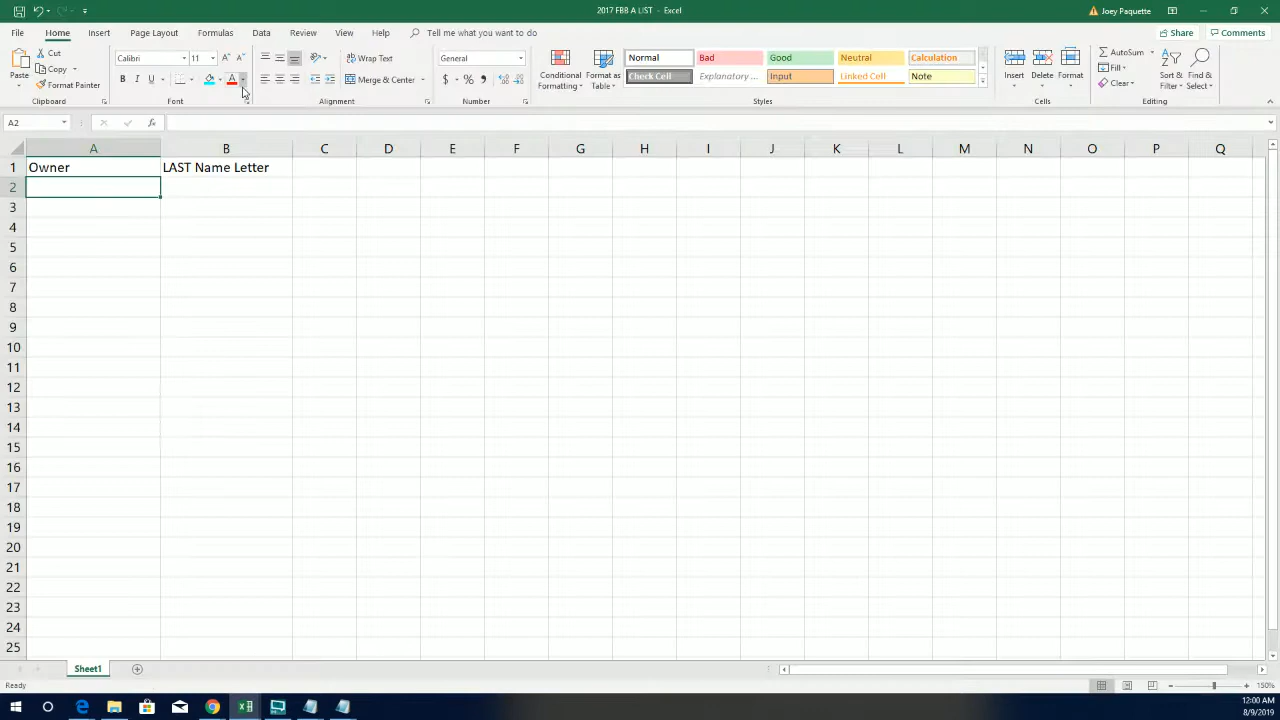 2017 FBB A LIST - Excel
Joey Paquette
File Home Insert Page Layout Formulas Data Review View Help Tell me what you want to do
Share Comments
Paste
Cut
Copy
Format Painter
Clipboard
Calibri 11
B I U
Font
Wrap Text
Merge & Center
Alignment
General
$ % ,
Number
Conditional Formatting
Format as Table
Normal Bad Good Neutral Calculation
Check Cell Explanatory ... Input Linked Cell Note
Styles
Insert Delete Format
Cells
AutoSum
Fill
Clear
Sort & Filter
Find & Select
Editing
A2
fx
A B C D E F G H I J K L M N O P Q
1 Owner LAST Name Letter
2
3
4
5
6
7
8
9
10
11
12
13
14
15
16
17
18
19
20
21
22
23
24
25
Sheet1
Ready
150%
12:00 AM
8/9/2019